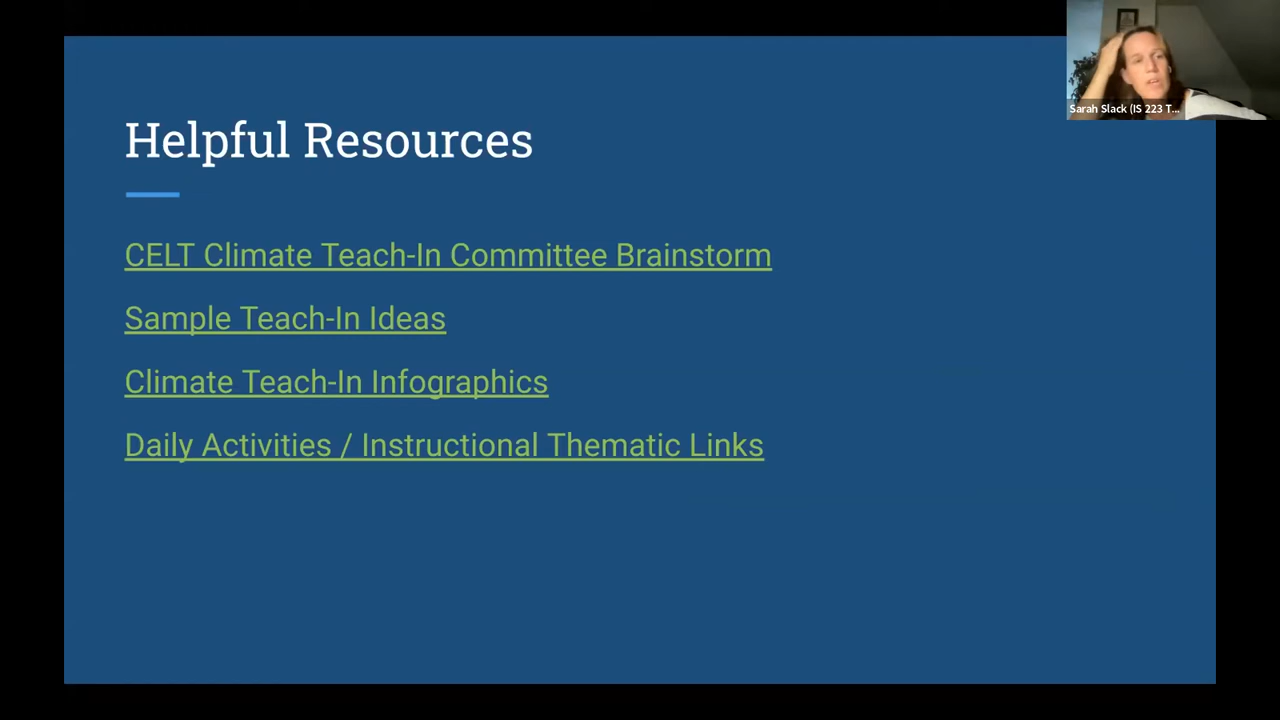 Sarah Slack (IS 223 T...
Helpful Resources
CELT Climate Teach-In Committee Brainstorm
Sample Teach-In Ideas
Climate Teach-In Infographics
Daily Activities / Instructional Thematic Links